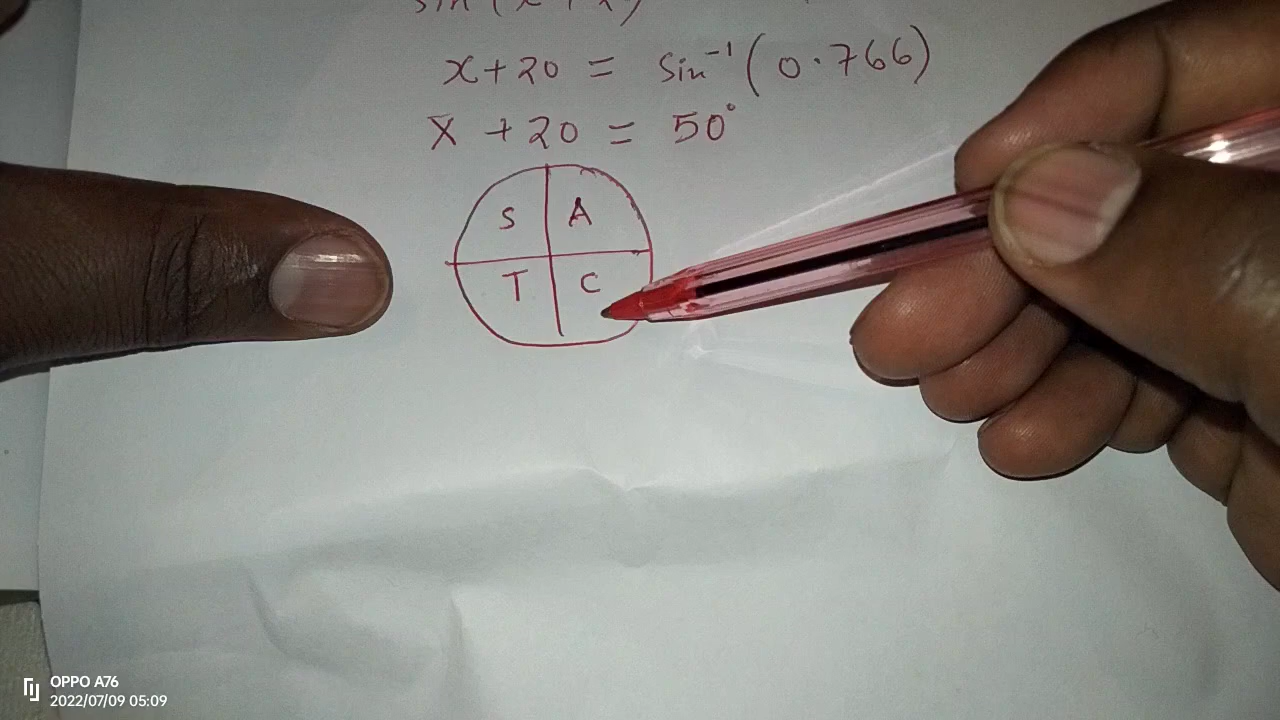 x+20 = sin⁻¹(0.766)
x +20 = 50°
S A
T C
OPPO A76
2022/07/09 05:09